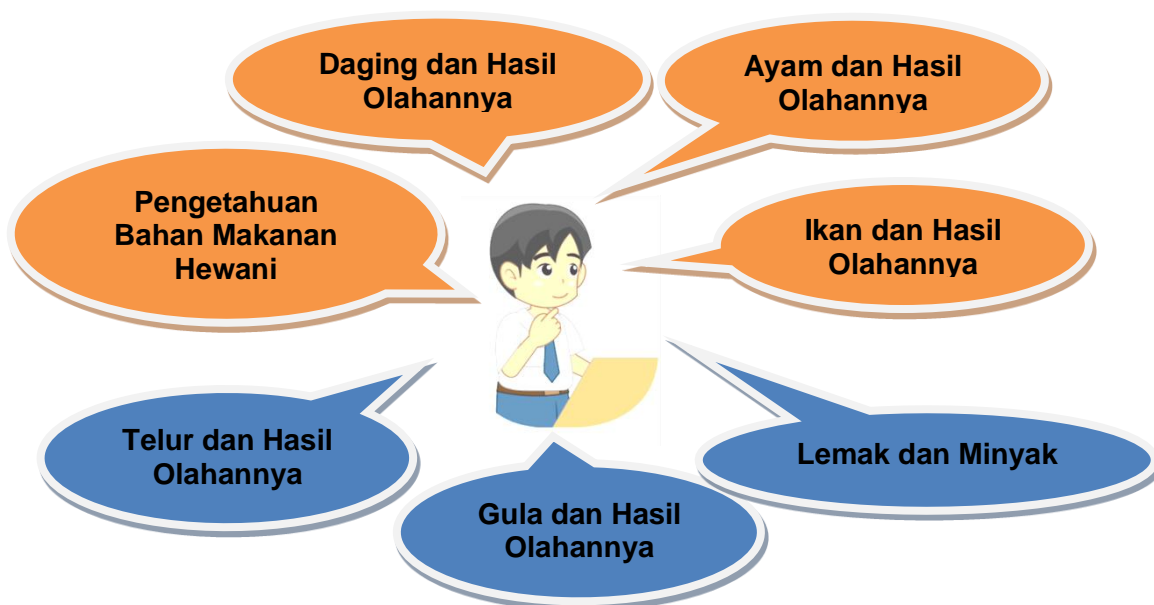 Daging dan Hasil
Olahannya
Ayam dan Hasil
Olahannya
Pengetahuan
Bahan Makanan
Hewani
Ikan dan Hasil
Olahannya
Telur dan Hasil
Olahannya
Lemak dan Minyak
Gula dan Hasil
Olahannya